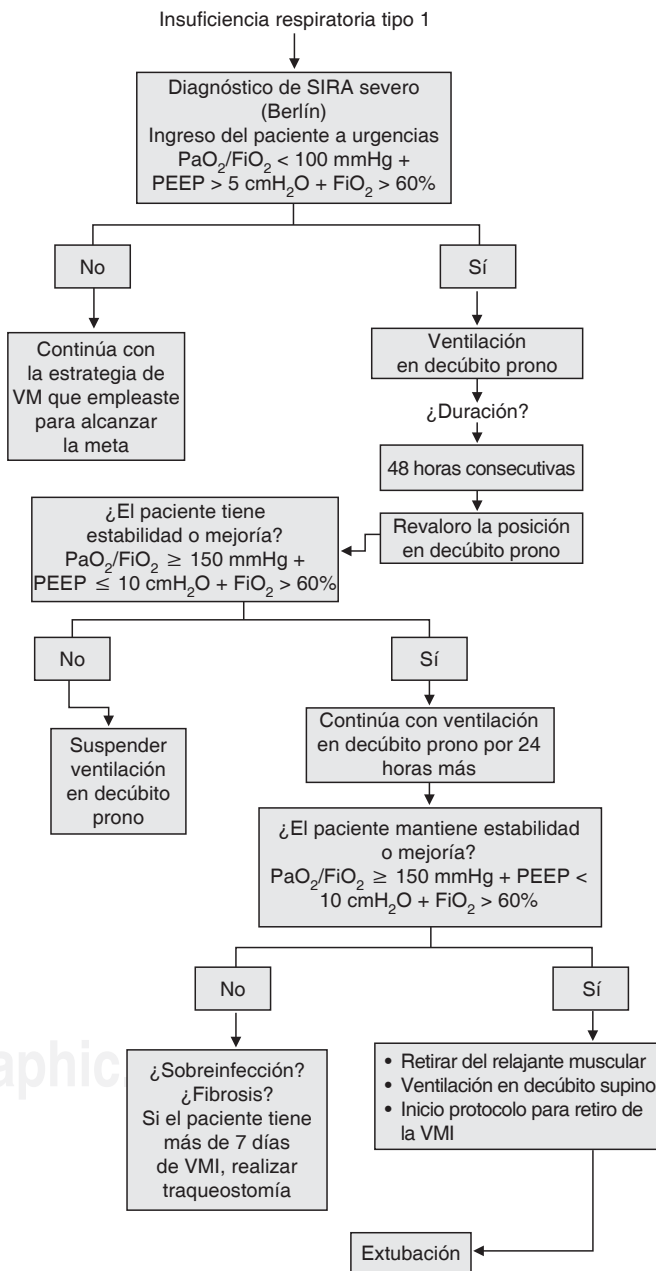 Insuficiencia respiratoria tipo 1
Diagnóstico de SIRA severo
(Berlín)
Ingreso del paciente a urgencias
PaO₂/FiO₂ < 100 mmHg +
PEEP > 5 cmH₂O + FiO₂ > 60%
No
Sí
Continúa con
la estrategia de
VM que empleaste
para alcanzar
la meta
Ventilación
en decúbito prono
¿Duración?
48 horas consecutivas
Revaloro la posición
en decúbito prono
¿El paciente tiene
estabilidad o mejoría?
PaO₂/FiO₂ ≥ 150 mmHg +
PEEP ≤ 10 cmH₂O + FiO₂ > 60%
No
Sí
Suspender
ventilación
en decúbito
prono
Continúa con ventilación
en decúbito prono por 24
horas más
¿El paciente mantiene estabilidad
o mejoría?
PaO₂/FiO₂ ≥ 150 mmHg + PEEP <
10 cmH₂O + FiO₂ > 60%
No
Sí
¿Sobreinfección?
¿Fibrosis?
Si el paciente tiene
más de 7 días
de VMI, realizar
traqueostomía
• Retirar del relajante muscular
• Ventilación en decúbito supino
• Inicio protocolo para retiro de
la VMI
Extubación
aphic